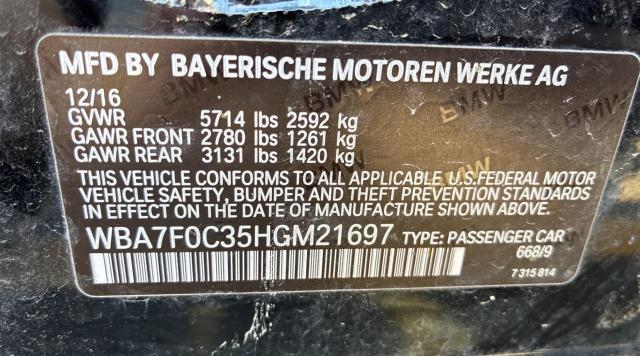 MFD BY BAYERISCHE MOTOREN WERKE AG
12/16
GVWR 5714 lbs 2592 kg
GAWR FRONT 2780 lbs 1261 kg
GAWR REAR 3131 lbs 1420 kg
THIS VEHICLE CONFORMS TO ALL APPLICABLE U.S.FEDERAL MOTOR
VEHICLE SAFETY, BUMPER AND THEFT PREVENTION STANDARDS
IN EFFECT ON THE DATE OF MANUFACTURE SHOWN ABOVE.
WBA7F0C35HGM21697 TYPE: PASSENGER CAR
668/9
7 315 814